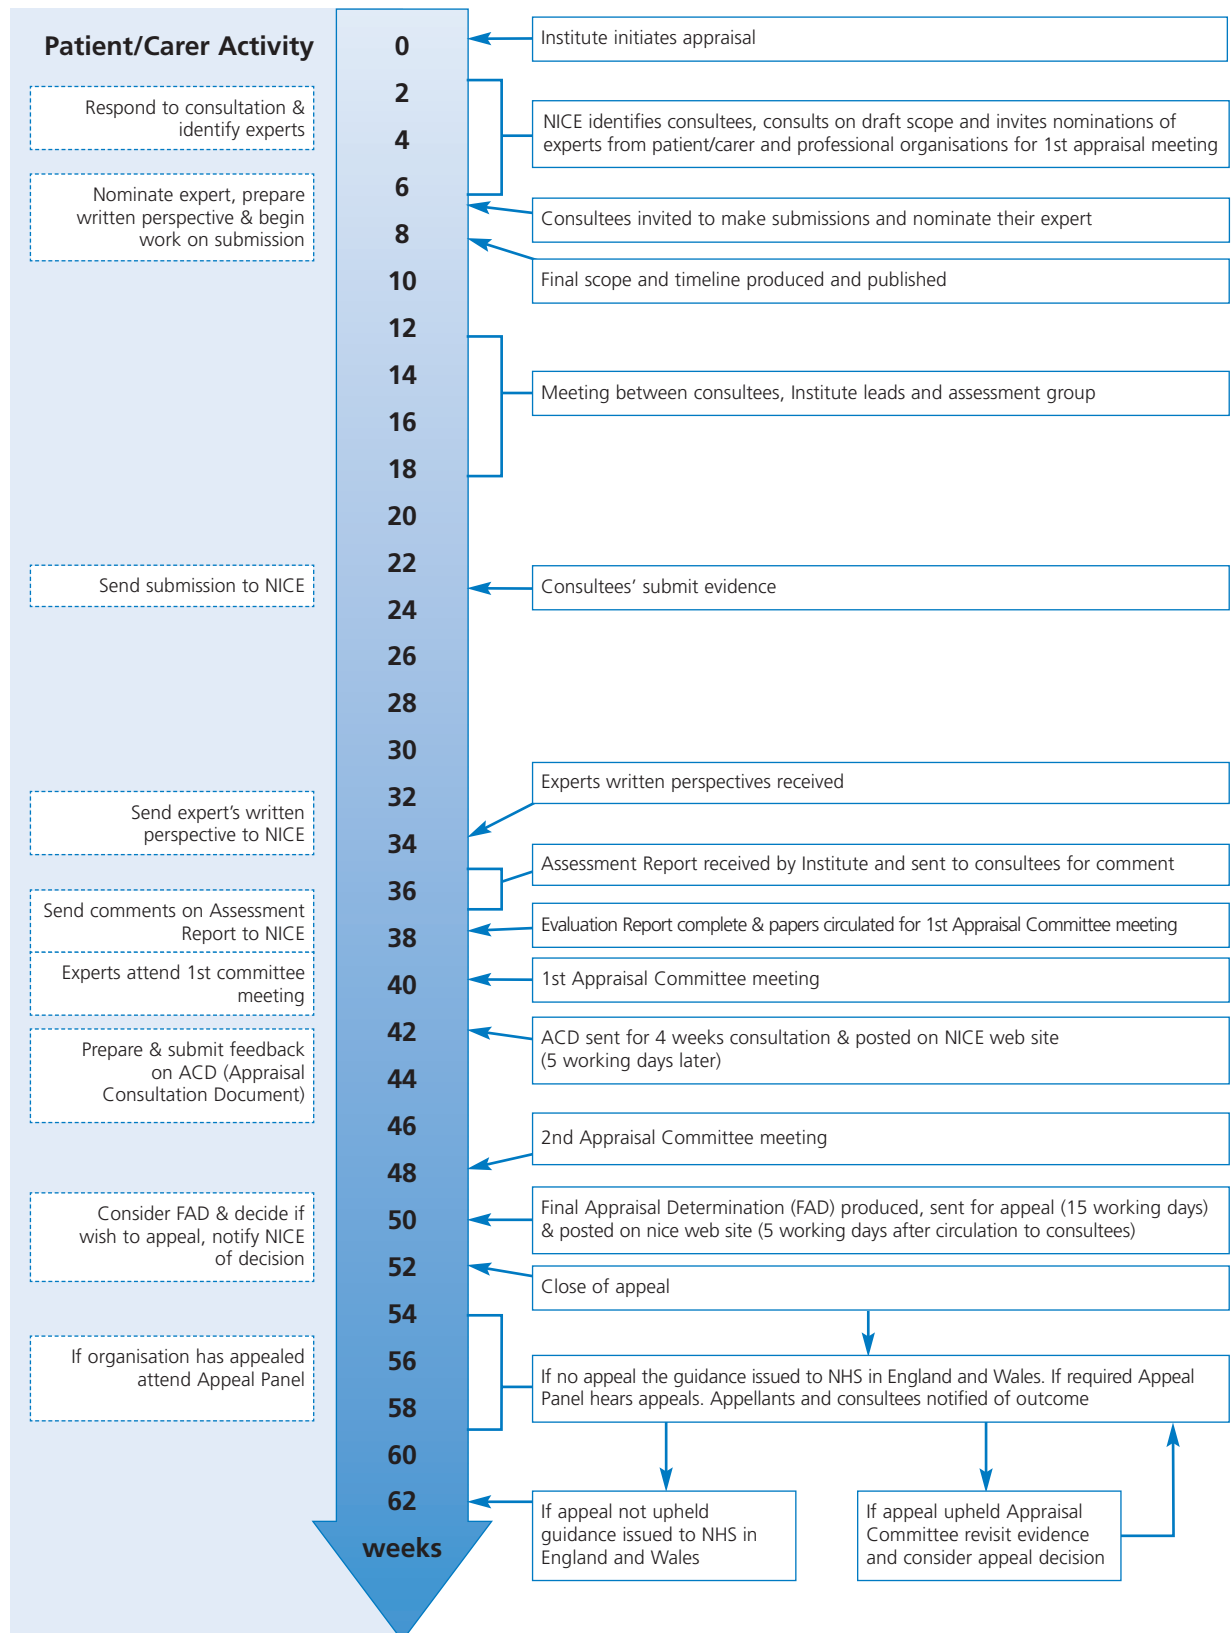 Patient/Carer Activity
Respond to consultation &
identify experts
Nominate expert, prepare
written perspective & begin
work on submission
Send submission to NICE
Send expert's written
perspective to NICE
Send comments on Assessment
Report to NICE
Experts attend 1st committee
meeting
Prepare & submit feedback
on ACD (Appraisal
Consultation Document)
Consider FAD & decide if
wish to appeal, notify NICE
of decision
If organisation has appealed
attend Appeal Panel
0
2
4
6
8
10
12
14
16
18
20
22
24
26
28
30
32
34
36
38
40
42
44
46
48
50
52
54
56
58
60
62
weeks
Institute initiates appraisal
NICE identifies consultees, consults on draft scope and invites nominations of
experts from patient/carer and professional organisations for 1st appraisal meeting
Consultees invited to make submissions and nominate their expert
Final scope and timeline produced and published
Meeting between consultees, Institute leads and assessment group
Consultees' submit evidence
Experts written perspectives received
Assessment Report received by Institute and sent to consultees for comment
Evaluation Report complete & papers circulated for 1st Appraisal Committee meeting
1st Appraisal Committee meeting
ACD sent for 4 weeks consultation & posted on NICE web site
(5 working days later)
2nd Appraisal Committee meeting
Final Appraisal Determination (FAD) produced, sent for appeal (15 working days)
& posted on nice web site (5 working days after circulation to consultees)
Close of appeal
If no appeal the guidance issued to NHS in England and Wales. If required Appeal
Panel hears appeals. Appellants and consultees notified of outcome
If appeal not upheld
guidance issued to NHS in
England and Wales
If appeal upheld Appraisal
Committee revisit evidence
and consider appeal decision